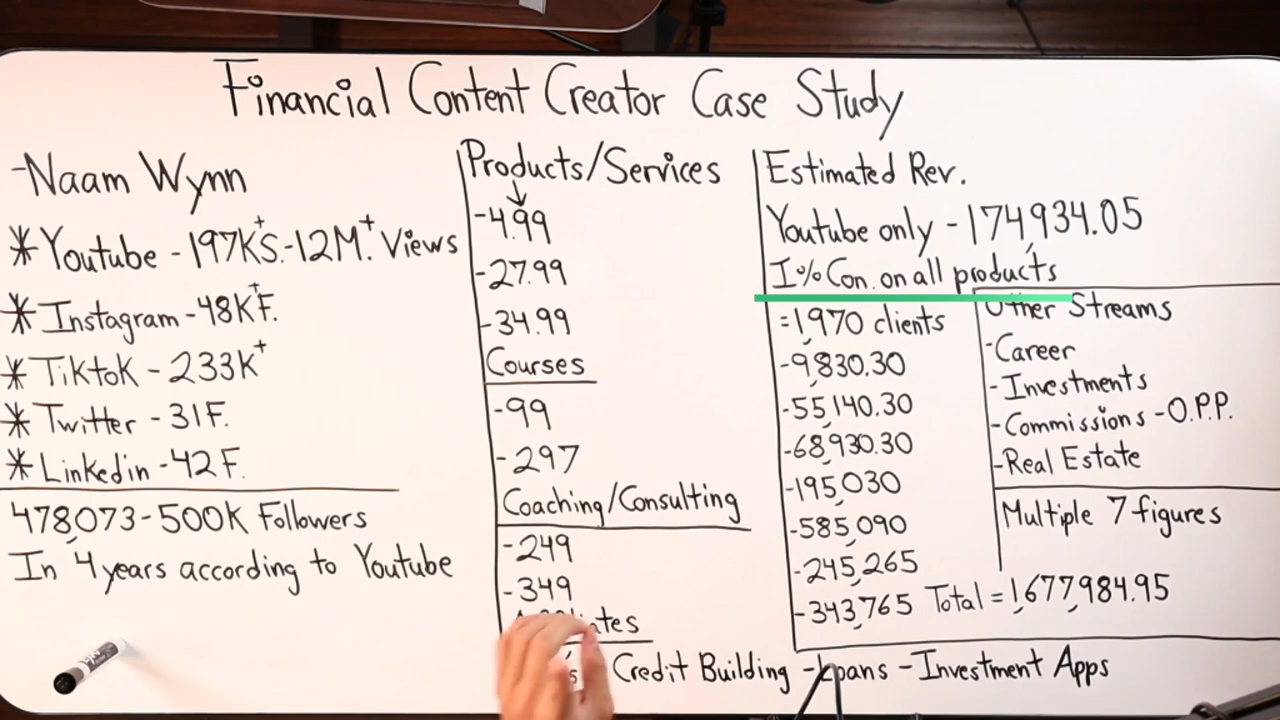 Financial Content Creator Case Study
-Naam Wynn
* Youtube - 197K+S.-12M.+ Views
* Instagram - 48K+F.
* Tiktok - 233K+
* Twitter - 31F.
* Linkedin - 42F.
478,073-500K Followers
In 4 years according to Youtube
Products/Services
-4.99
-27.99
-34.99
Courses
-99
-297
Coaching/Consulting
-249
-349
Credit Building -Loans -Investment Apps
Estimated Rev.
Youtube only - 174,934.05
1% Con. on all products
=1,970 clients
-9,830.30
-55,140.30
-68,930.30
-195,030
-585,090
-245,265
-343,765
Total = 1,677,984.95
Other Streams
-Career
-Investments
-Commissions -O.P.P.
-Real Estate
Multiple 7 figures